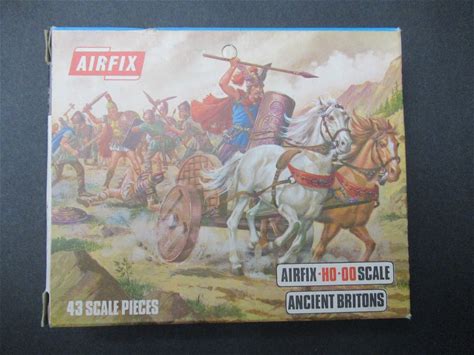 AIRFIX
AIRFIX-HO-OO SCALE
ANCIENT BRITONS
43 SCALE PIECES